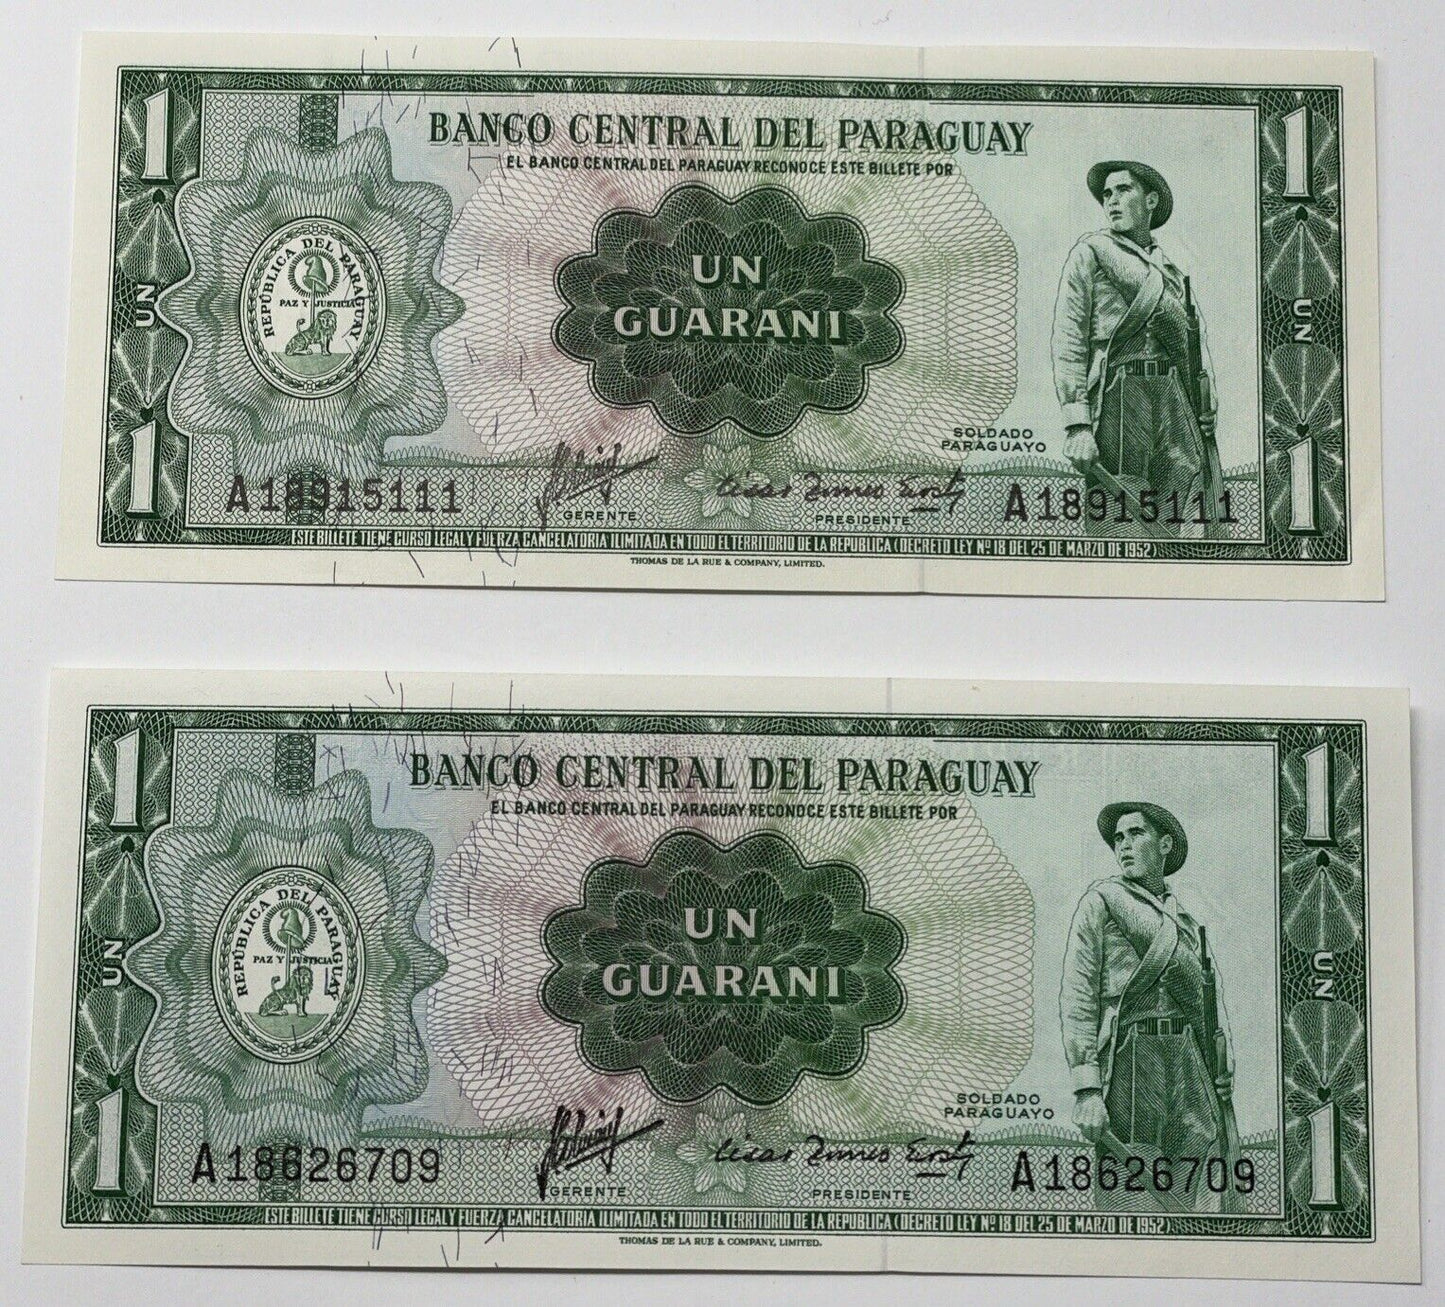 1
1
BANCO CENTRAL DEL PARAGUAY
EL BANCO CENTRAL DEL PARAGUAY RECONOCE ESTE BILLETE POR
UN
REPÚBLICA DEL PARAGUAY
PAZ Y JUSTICIA
UN
GUARANI
UN
SOLDADO
PARAGUAYO
1
1
A18915111
A18915111
GERENTE
PRESIDENTE
ESTE BILLETE TIENE CURSO LEGAL Y FUERZA CANCELATORIA ILIMITADA EN TODO EL TERRITORIO DE LA REPUBLICA (DECRETO LEY Nº 18 DEL 25 DE MARZO DE 1952)
THOMAS DE LA RUE & COMPANY, LIMITED.
1
1
BANCO CENTRAL DEL PARAGUAY
EL BANCO CENTRAL DEL PARAGUAY RECONOCE ESTE BILLETE POR
UN
REPÚBLICA DEL PARAGUAY
PAZ Y JUSTICIA
UN
GUARANI
UN
SOLDADO
PARAGUAYO
1
1
A18626709
A18626709
GERENTE
PRESIDENTE
ESTE BILLETE TIENE CURSO LEGAL Y FUERZA CANCELATORIA ILIMITADA EN TODO EL TERRITORIO DE LA REPUBLICA (DECRETO LEY Nº 18 DEL 25 DE MARZO DE 1952)
THOMAS DE LA RUE & COMPANY, LIMITED.